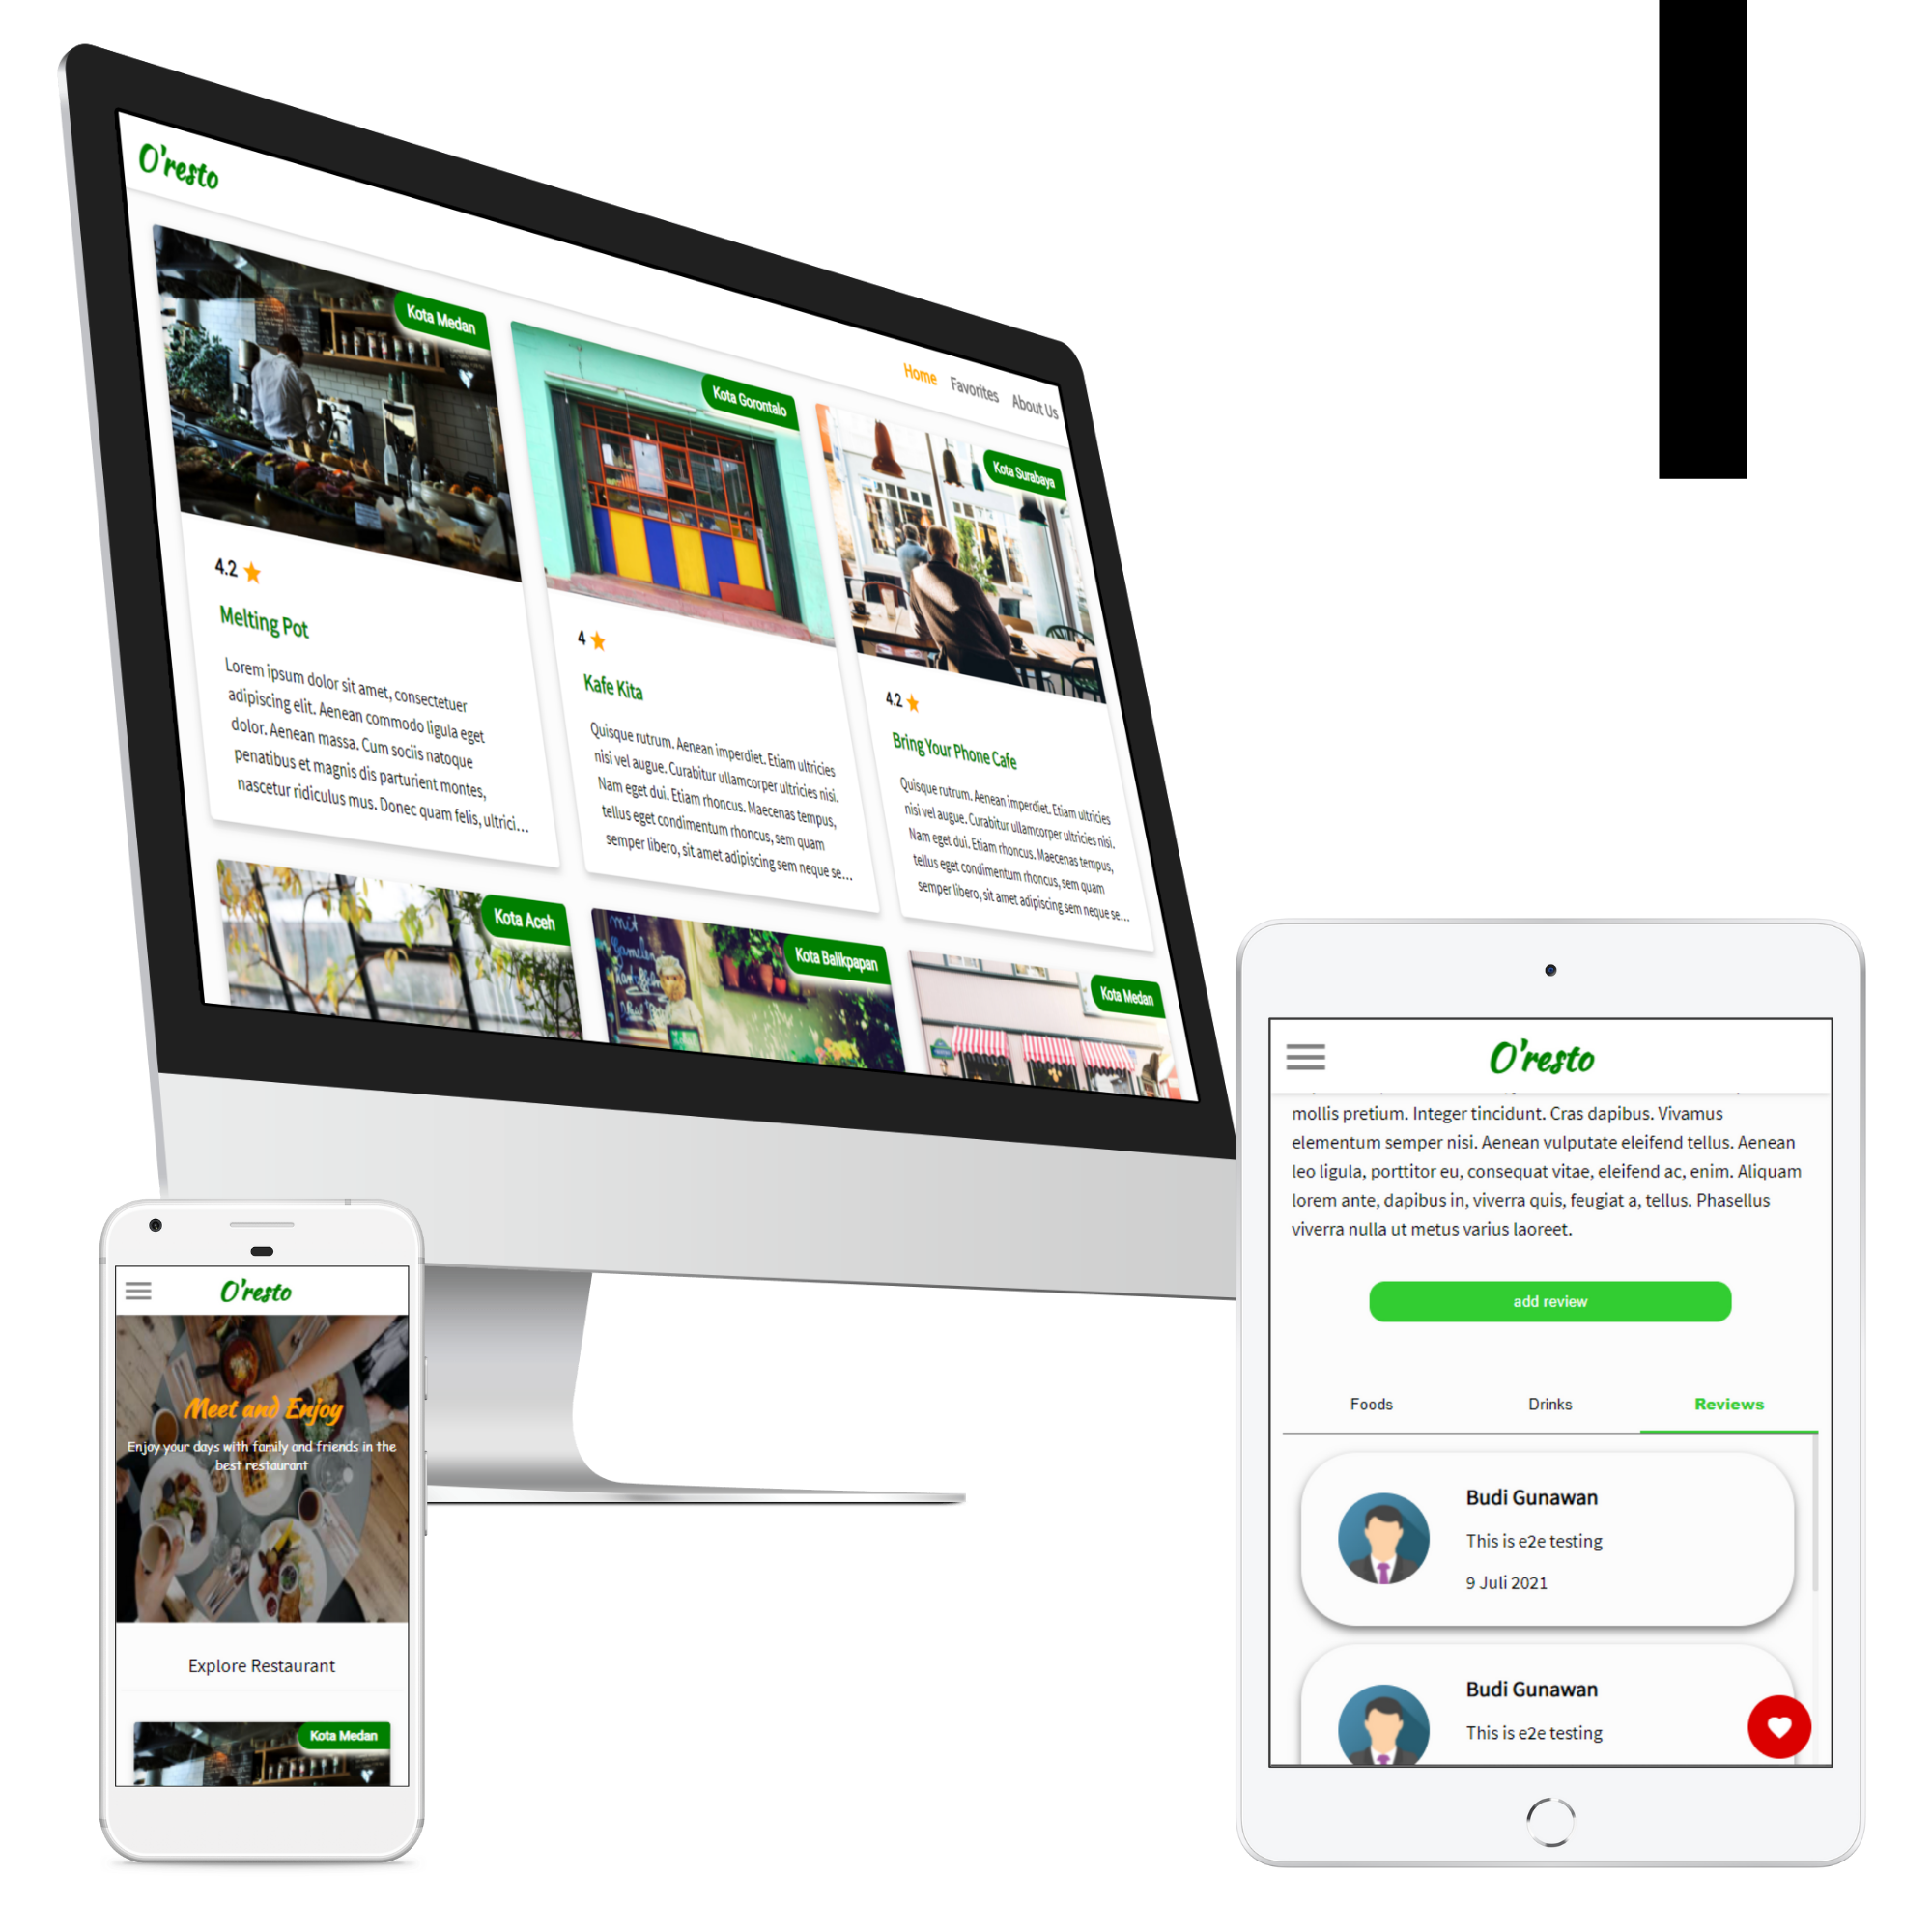 O'resto
Home Favorites About Us
Kota Medan
4.2
Melting Pot
Lorem ipsum dolor sit amet, consectetuer
adipiscing elit. Aenean commodo ligula eget
dolor. Aenean massa. Cum sociis natoque
penatibus et magnis dis parturient montes,
nascetur ridiculus mus. Donec quam felis, ultrici...
Kota Gorontalo
4
Kafe Kita
Quisque rutrum. Aenean imperdiet. Etiam ultricies
nisi vel augue. Curabitur ullamcorper ultricies nisi.
Nam eget dui. Etiam rhoncus. Maecenas tempus,
tellus eget condimentum rhoncus, sem quam
semper libero, sit amet adipiscing sem neque se...
Kota Surabaya
4.2
Bring Your Phone Cafe
Quisque rutrum. Aenean imperdiet. Etiam ultricies
nisi vel augue. Curabitur ullamcorper ultricies nisi.
Nam eget dui. Etiam rhoncus. Maecenas tempus,
tellus eget condimentum rhoncus, sem quam
semper libero, sit amet adipiscing sem neque se...
Kota Aceh
Kota Balikpapan
Kota Medan
O'resto
Meet and Enjoy
Enjoy your days with family and friends in the
best restaurant
Explore Restaurant
Kota Medan
O'resto
mollis pretium. Integer tincidunt. Cras dapibus. Vivamus
elementum semper nisi. Aenean vulputate eleifend tellus. Aenean
leo ligula, porttitor eu, consequat vitae, eleifend ac, enim. Aliquam
lorem ante, dapibus in, viverra quis, feugiat a, tellus. Phasellus
viverra nulla ut metus varius laoreet.
add review
Foods Drinks Reviews
Budi Gunawan
This is e2e testing
9 Juli 2021
Budi Gunawan
This is e2e testing